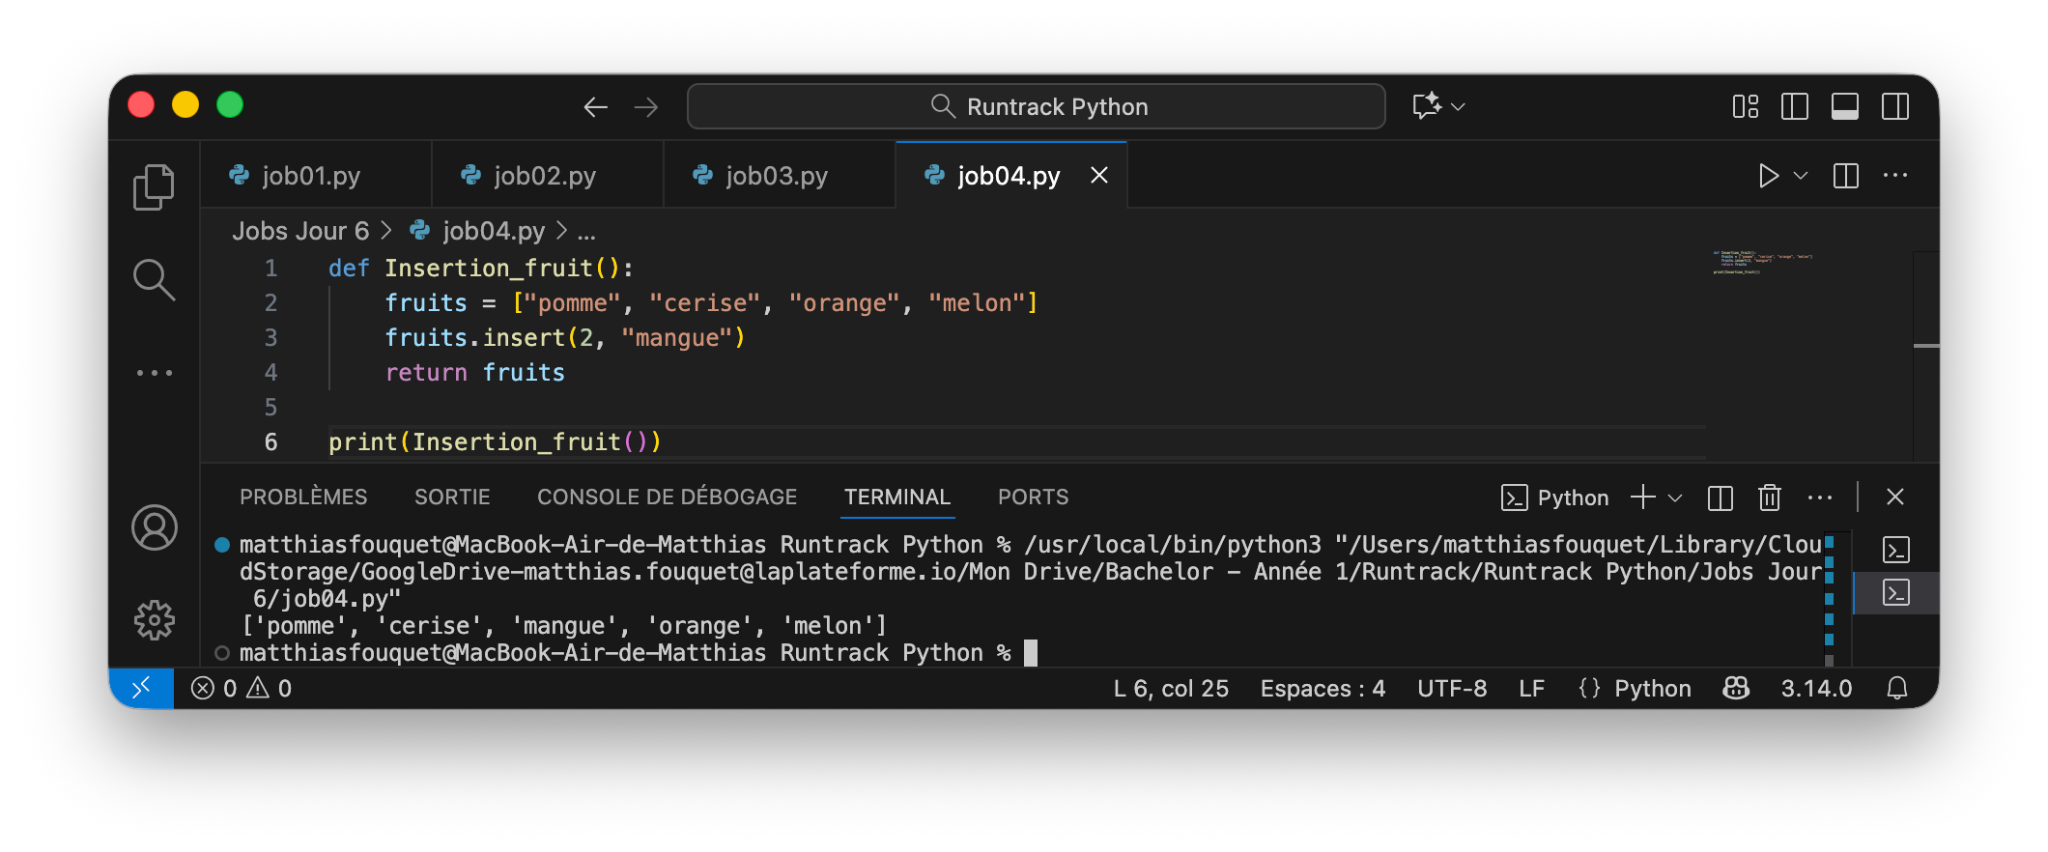 Runtrack Python
job01.py
job02.py
job03.py
job04.py
Jobs Jour 6 > job04.py > ...
1 def Insertion_fruit():
2 fruits = ["pomme", "cerise", "orange", "melon"]
3 fruits.insert(2, "mangue")
4 return fruits
5
6 print(Insertion_fruit())
PROBLÈMES SORTIE CONSOLE DE DÉBOGAGE TERMINAL PORTS
Python
matthiasfouquet@MacBook-Air-de-Matthias Runtrack Python % /usr/local/bin/python3 "/Users/matthiasfouquet/Library/Clou
dStorage/GoogleDrive-matthias.fouquet@laplateforme.io/Mon Drive/Bachelor - Année 1/Runtrack/Runtrack Python/Jobs Jour
6/job04.py"
['pomme', 'cerise', 'mangue', 'orange', 'melon']
matthiasfouquet@MacBook-Air-de-Matthias Runtrack Python %
0 0 L 6, col 25 Espaces : 4 UTF-8 LF {} Python 3.14.0